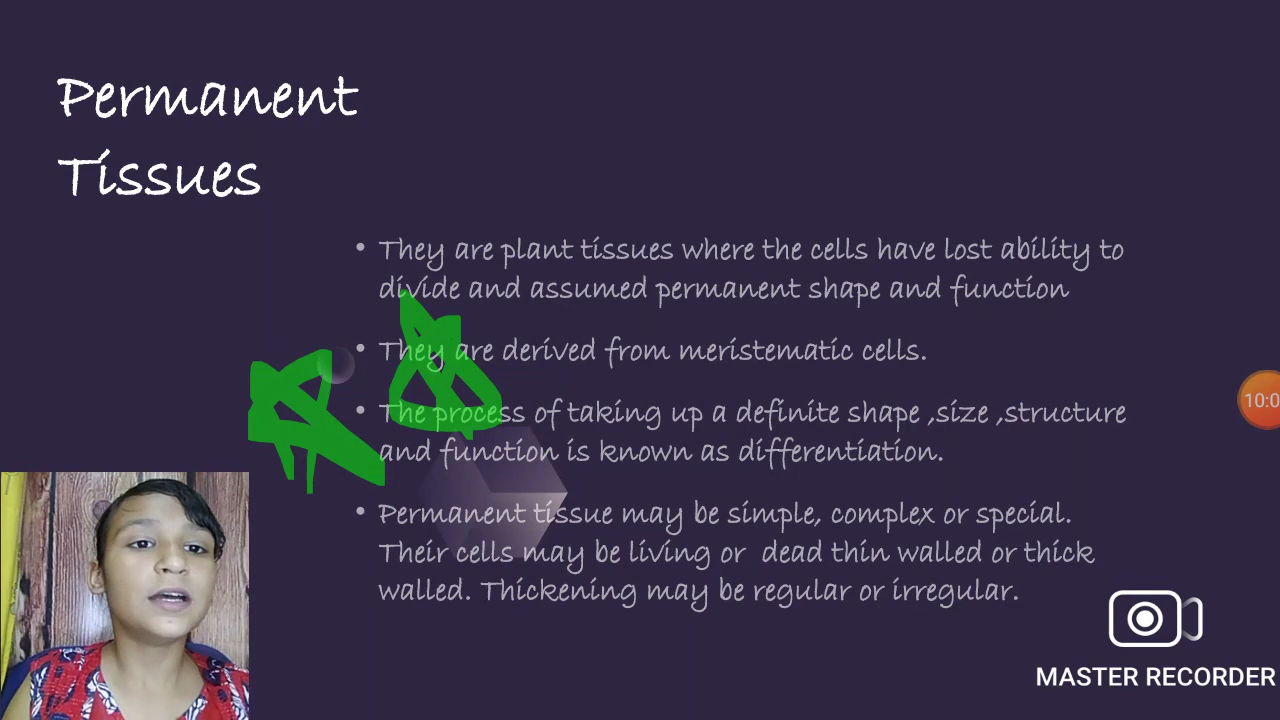 Permanent
Tissues
• They are plant tissues where the cells have lost ability to
divide and assumed permanent shape and function
• They are derived from meristematic cells.
• The process of taking up a definite shape ,size ,structure
and function is known as differentiation.
• Permanent tissue may be simple, complex or special.
Their cells may be living or dead thin walled or thick
walled. Thickening may be regular or irregular.
10:0
MASTER RECORDER